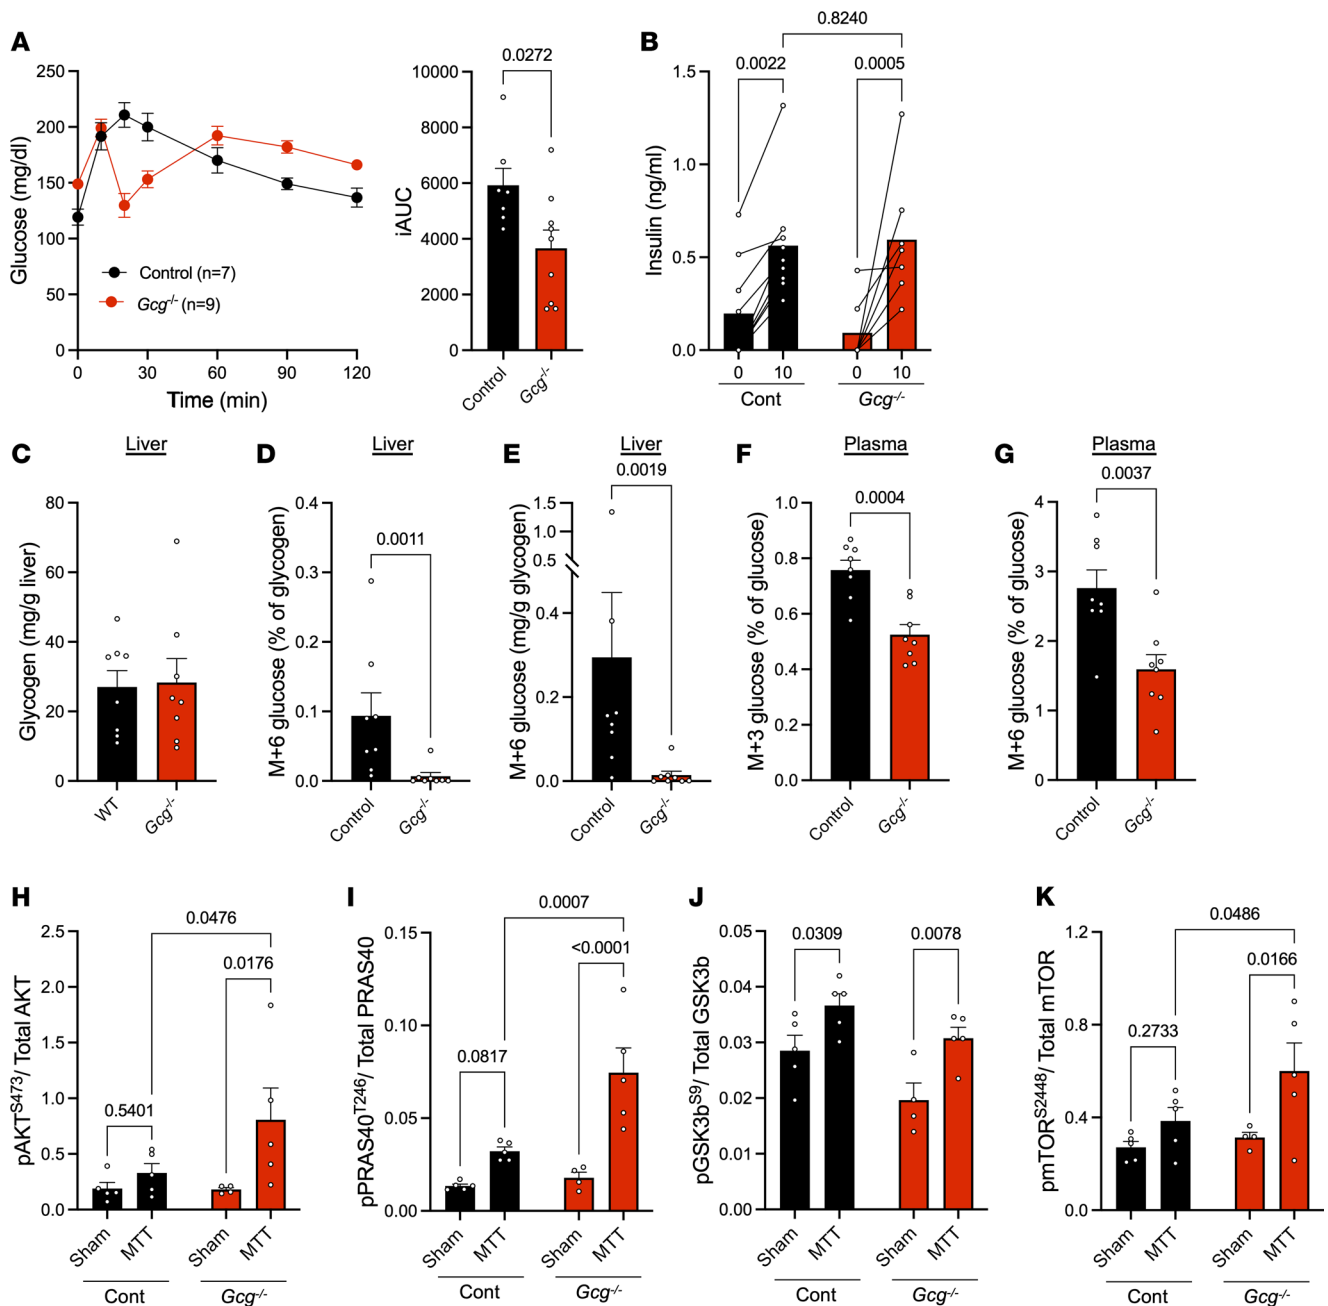 A
250
200
150
100
50
0
Glucose (mg/dl)
Control (n=7)
Gcg-/- (n=9)
0
30
60
90
120
Time (min)
0.0272
10000
8000
6000
4000
2000
0
iAUC
Control
Gcg-/-
B
0.8240
0.0022
0.0005
1.5
1.0
0.5
0.0
Insulin (ng/ml)
0
10
0
10
Cont
Gcg-/-
C
Liver
80
60
40
20
0
Glycogen (mg/g liver)
WT
Gcg-/-
D
Liver
0.0011
0.4
0.3
0.2
0.1
0.0
M+6 glucose (% of glycogen)
Control
Gcg-/-
E
Liver
0.0019
1.5
1.0
0.5
0.4
0.2
0.0
M+6 glucose (mg/g glycogen)
Control
Gcg-/-
F
Plasma
0.0004
1.0
0.8
0.6
0.4
0.2
0.0
M+3 glucose (% of glucose)
Control
Gcg-/-
G
Plasma
0.0037
4
3
2
1
0
M+6 glucose (% of glucose)
Control
Gcg-/-
H
0.0476
0.0176
0.5401
2.5
2.0
1.5
1.0
0.5
0.0
pAKTS473/ Total AKT
Sham
MTT
Sham
MTT
Cont
Gcg-/-
I
0.0007
<0.0001
0.0817
0.15
0.10
0.05
0.00
pPRAS40T246/ Total PRAS40
Sham
MTT
Sham
MTT
Cont
Gcg-/-
J
0.0309
0.0078
0.05
0.04
0.03
0.02
0.01
0.00
pGSK3bS9/ Total GSK3b
Sham
MTT
Sham
MTT
Cont
Gcg-/-
K
0.0486
0.0166
0.2733
1.2
0.8
0.4
0.0
pmTORS2448/ Total mTOR
Sham
MTT
Sham
MTT
Cont
Gcg-/-